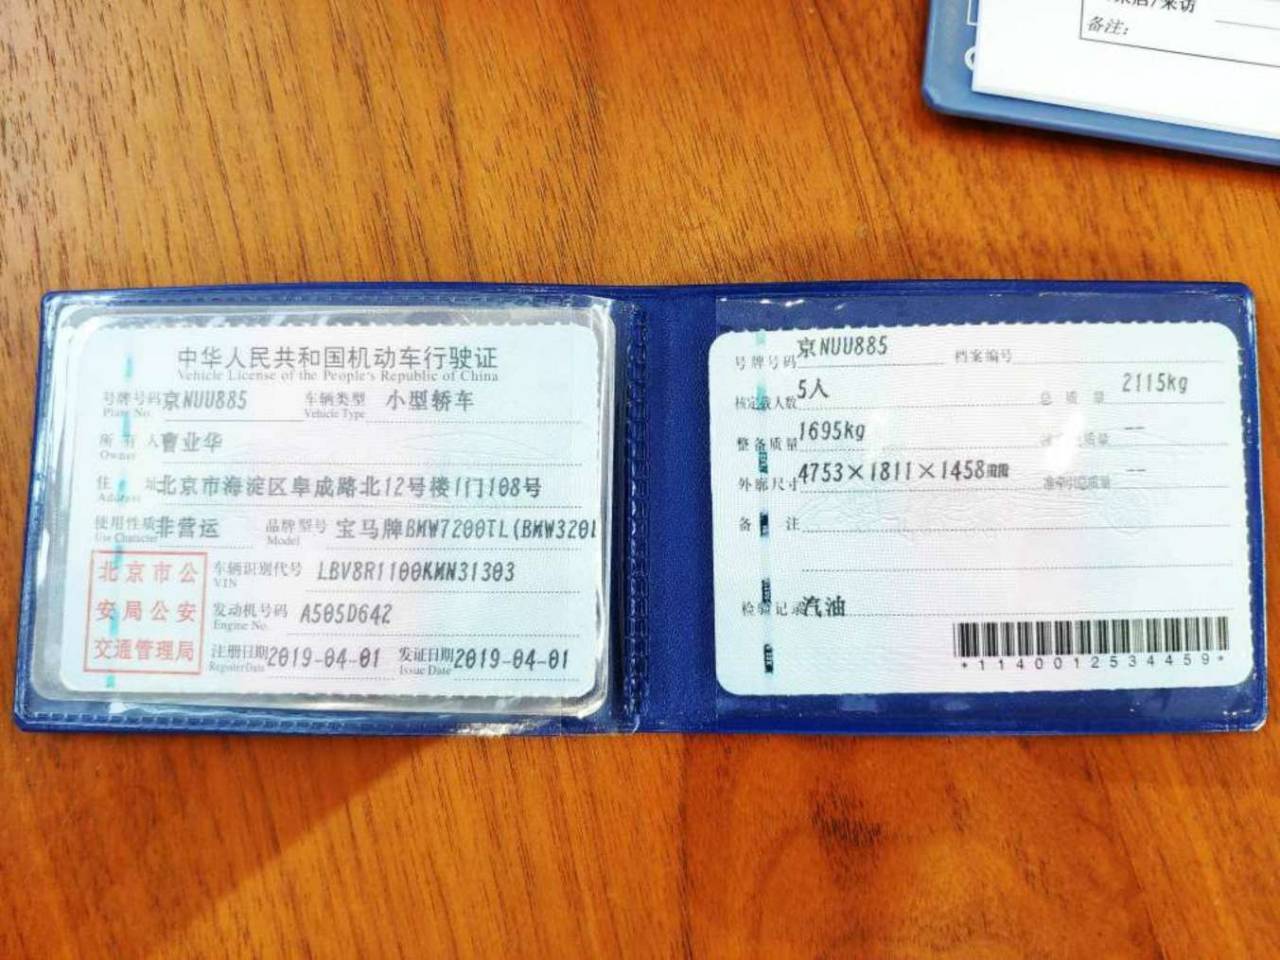 来访
备注:
中华人民共和国机动车行驶证
Vehicle License of the People's Republic of China
号牌号码 京NUU885 车辆类型 小型轿车
Plate No. Vehicle Type
所有人 曹业华
Owner
住址 北京市海淀区阜成路北12号楼1门108号
Address
使用性质 非营运 品牌型号 宝马牌BMW7200TL(BMW320L
Use Character Model
北京市公安局公安交通管理局
车辆识别代号 LBV8R1100KMN31303
VIN
发动机号码 A505D642
Engine No.
注册日期 2019-04-01 发证日期 2019-04-01
Register Date Issue Date
号牌号码 京NUU885 档案编号
核定载人数 5人 总质量 2115kg
整备质量 1695kg 核定载质量 --
外廓尺寸 4753×1811×1458 准牵引总质量 --
备注
检验记录 汽油
*1140012534459*